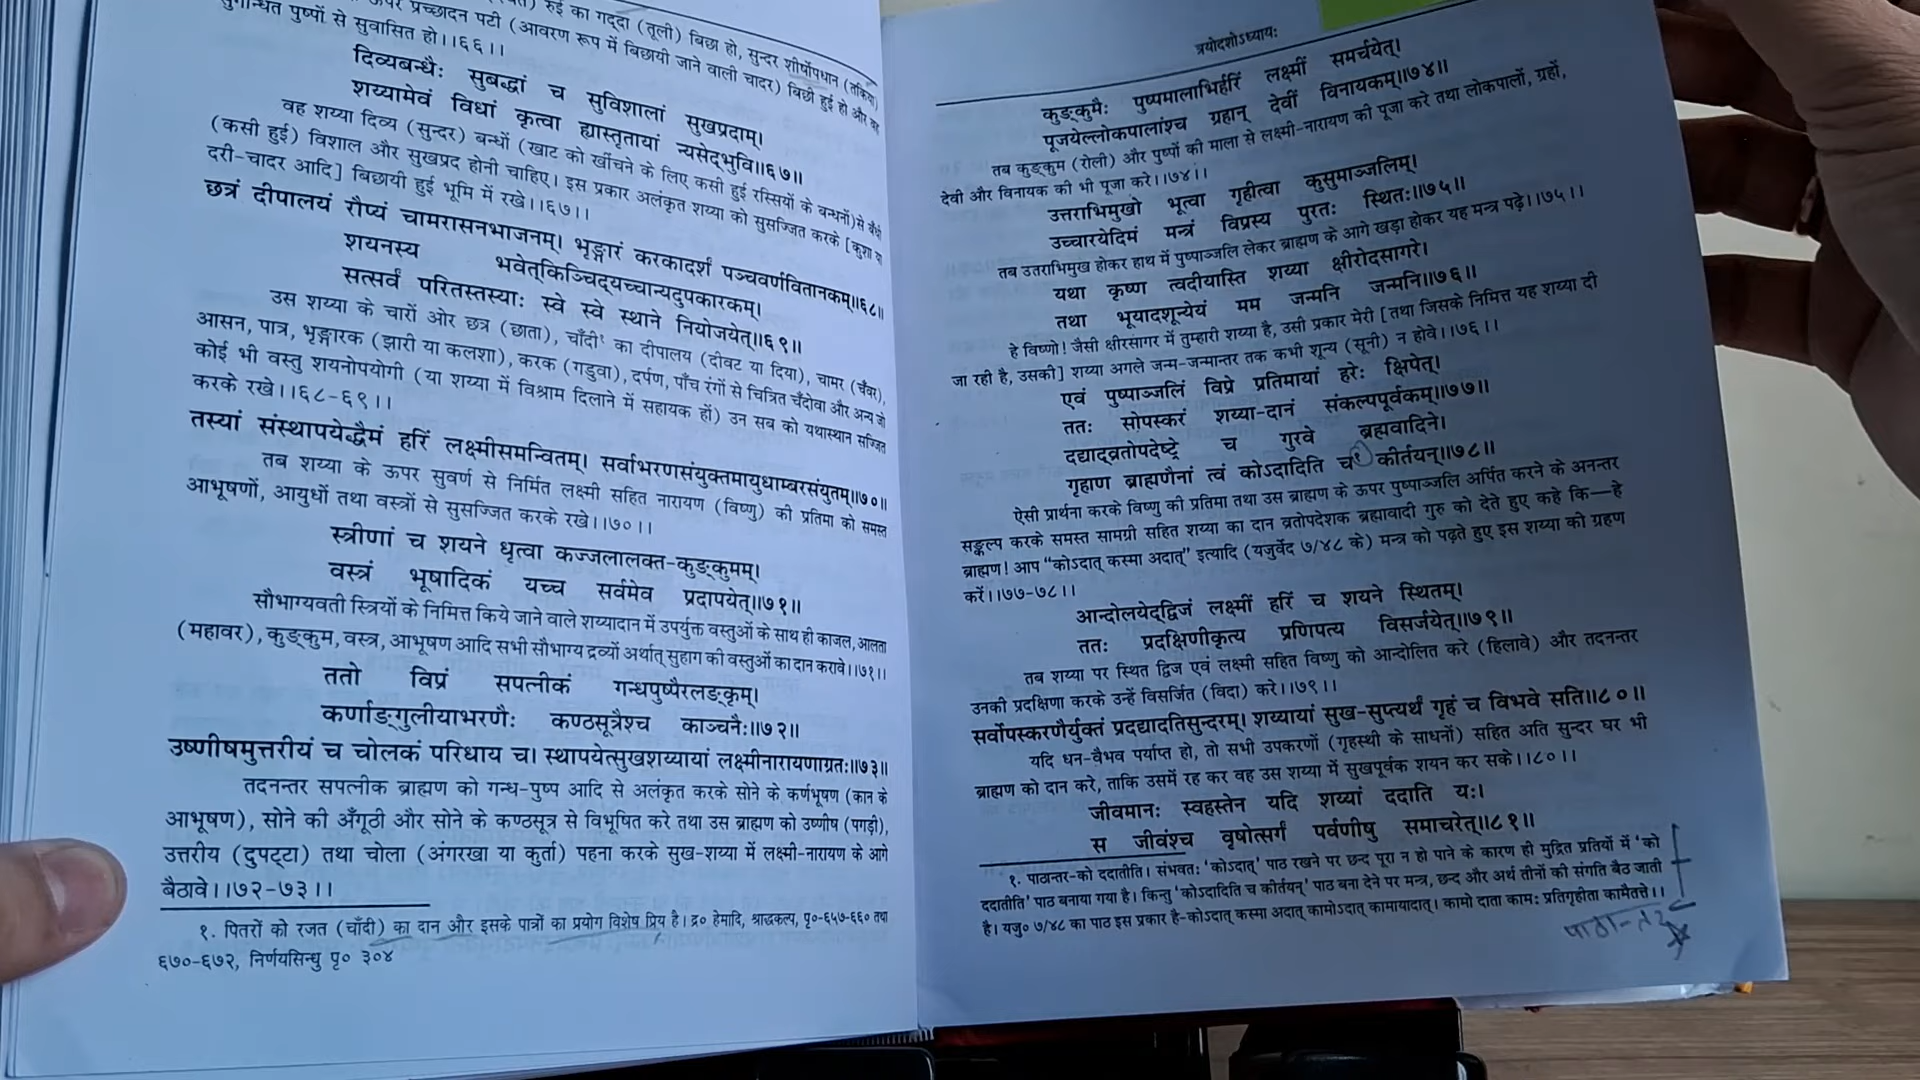 ऊपर प्रच्छादन पटी (आवरण रूप में बिछायी जाने वाली चादर) बिछी हुई हो और वह
रुई का गद्दा (तूली) बिछा हो, सुन्दर शीर्षोपधान (तकिया)
सुगन्धित पुष्पों से सुवासित हो।।६६।।
दिव्यबन्धैः सुबद्धां च सुविशालां सुखप्रदाम्।
शय्यामेवं विधां कृत्वा ह्यास्तृतायां न्यसेद्भुवि॥६७॥
वह शय्या दिव्य (सुन्दर) बन्धों (खाट को खींचने के लिए कसी हुई रस्सियों के बन्धनों) से बँधी
(कसी हुई) विशाल और सुखप्रद होनी चाहिए। इस प्रकार अलंकृत शय्या को सुसज्जित करके [कुशा या
दरी-चादर आदि] बिछायी हुई भूमि में रखे।।६७।।
छत्रं दीपालयं रौप्यं चामरासनभाजनम्। भृङ्गारं करकादर्शं पञ्चवर्णवितानकम्॥६८॥
शयनस्य भवेत्किञ्चिद्यच्चान्यदुपकारकम्।
सत्सर्वं परितस्तस्याः स्वे स्वे स्थाने नियोजयेत्॥६९॥
उस शय्या के चारों ओर छत्र (छाता), चाँदी१ का दीपालय (दीवट या दिया), चामर (चँवर),
आसन, पात्र, भृङ्गारक (झारी या कलशा), करक (गडुवा), दर्पण, पाँच रंगों से चित्रित चँदोवा और अन्य जो
कोई भी वस्तु शयनोपयोगी (या शय्या में विश्राम दिलाने में सहायक हों) उन सब को यथास्थान सज्जित
करके रखे।।६८-६९।।
तस्यां संस्थापयेद्धैमं हरिं लक्ष्मीसमन्वितम्। सर्वाभरणसंयुक्तमायुधाम्बरसंयुतम्॥७०॥
तब शय्या के ऊपर सुवर्ण से निर्मित लक्ष्मी सहित नारायण (विष्णु) की प्रतिमा को समस्त
आभूषणों, आयुधों तथा वस्त्रों से सुसज्जित करके रखे।।७०।।
स्त्रीणां च शयने धृत्वा कज्जलालक्त-कुङ्कुमम्।
वस्त्रं भूषादिकं यच्च सर्वमेव प्रदापयेत्॥७१॥
सौभाग्यवती स्त्रियों के निमित्त किये जाने वाले शय्यादान में उपर्युक्त वस्तुओं के साथ ही काजल, आलता
(महावर), कुङ्कुम, वस्त्र, आभूषण आदि सभी सौभाग्य द्रव्यों अर्थात् सुहाग की वस्तुओं का दान करावे।।७१।।
ततो विप्रं सपत्नीकं गन्धपुष्पैरलङ्कृम्।
कर्णाङ्गुलीयाभरणैः कण्ठसूत्रैश्च काञ्चनैः॥७२॥
उष्णीषमुत्तरीयं च चोलकं परिधाय च। स्थापयेत्सुखशय्यायां लक्ष्मीनारायणाग्रतः॥७३॥
तदनन्तर सपत्नीक ब्राह्मण को गन्ध-पुष्प आदि से अलंकृत करके सोने के कर्णभूषण (कान के
आभूषण), सोने की अँगूठी और सोने के कण्ठसूत्र से विभूषित करे तथा उस ब्राह्मण को उष्णीष (पगड़ी),
उत्तरीय (दुपट्टा) तथा चोला (अंगरखा या कुर्ता) पहना करके सुख-शय्या में लक्ष्मी-नारायण के आगे
बैठावे।।७२-७३।।
१. पितरों को रजत (चाँदी) का दान और इसके पात्रों का प्रयोग विशेष प्रिय है। द्र० हेमाद्रि, श्राद्धकल्प, पृ०-६५७-६६० तथा
६७०-६७२, निर्णयसिन्धु पृ० ३०४
त्रयोदशोऽध्यायः
कुङ्कुमैः पुष्पमालाभिर्हरिं लक्ष्मीं समर्चयेत्।
पूजयेल्लोकपालांश्च ग्रहान् देवीं विनायकम्॥७४॥
तब कुङ्कुम (रोली) और पुष्पों की माला से लक्ष्मी-नारायण की पूजा करे तथा लोकपालों, ग्रहों,
देवी और विनायक की भी पूजा करे।।७४।।
उत्तराभिमुखो भूत्वा गृहीत्वा कुसुमाञ्जलिम्।
उच्चारयेदिमं मन्त्रं विप्रस्य पुरतः स्थितः॥७५॥
तब उतराभिमुख होकर हाथ में पुष्पाञ्जलि लेकर ब्राह्मण के आगे खड़ा होकर यह मन्त्र पढ़े।।७५।।
यथा कृष्ण त्वदीयास्ति शय्या क्षीरोदसागरे।
तथा भूयादशून्येयं मम जन्मनि जन्मनि॥७६॥
हे विष्णो! जैसी क्षीरसागर में तुम्हारी शय्या है, उसी प्रकार मेरी [तथा जिसके निमित्त यह शय्या दी
जा रही है, उसकी] शय्या अगले जन्म-जन्मान्तर तक कभी शून्य (सूनी) न होवे।।७६।।
एवं पुष्पाञ्जलिं विप्रे प्रतिमायां हरेः क्षिपेत्।
ततः सोपस्करं शय्या-दानं संकल्पपूर्वकम्॥७७॥
दद्याद्व्रतोपदेष्ट्रे च गुरवे ब्रह्मवादिने।
गृहाण ब्राह्मणैनां त्वं कोऽदादिति च१ कीर्तयन्॥७८॥
ऐसी प्रार्थना करके विष्णु की प्रतिमा तथा उस ब्राह्मण के ऊपर पुष्पाञ्जलि अर्पित करने के अनन्तर
सङ्कल्प करके समस्त सामग्री सहित शय्या का दान व्रतोपदेशक ब्रह्मवादी गुरु को देते हुए कहे कि—हे
ब्राह्मण! आप “कोऽदात् कस्मा अदात्” इत्यादि (यजुर्वेद ७/४८ के) मन्त्र को पढ़ते हुए इस शय्या को ग्रहण
करें।।७७-७८।।
आन्दोलयेद्द्विजं लक्ष्मीं हरिं च शयने स्थितम्।
ततः प्रदक्षिणीकृत्य प्रणिपत्य विसर्जयेत्॥७९॥
तब शय्या पर स्थित द्विज एवं लक्ष्मी सहित विष्णु को आन्दोलित करे (हिलावे) और तदनन्तर
उनकी प्रदक्षिणा करके उन्हें विसर्जित (विदा) करे।।७९।।
सर्वोपस्करणैर्युक्तं प्रदद्यादतिसुन्दरम्। शय्यायां सुख-सुप्त्यर्थं गृहं च विभवे सति॥८०॥
यदि धन-वैभव पर्याप्त हो, तो सभी उपकरणों (गृहस्थी के साधनों) सहित अति सुन्दर घर भी
ब्राह्मण को दान करे, ताकि उसमें रह कर वह उस शय्या में सुखपूर्वक शयन कर सके।।८०।।
जीवमानः स्वहस्तेन यदि शय्यां ददाति यः।
स जीवंश्च वृषोत्सर्गं पर्वणीषु समाचरेत्॥८१॥
१. पाठान्तर-को ददातीति। संभवतः ‘कोऽदात्’ पाठ रखने पर छन्द पूरा न हो पाने के कारण ही मुद्रित प्रतियों में ‘को
ददातीति’ पाठ बनाया गया है। किन्तु ‘कोऽदादिति च कीर्तयन्’ पाठ बना देने पर मन्त्र, छन्द और अर्थ तीनों की संगति बैठ जाती
है। यजु० ७/४८ का पाठ इस प्रकार है-कोऽदात् कस्मा अदात् कामोऽदात् कामायादात्। कामो दाता कामः प्रतिगृहीता कामैतत्ते।।